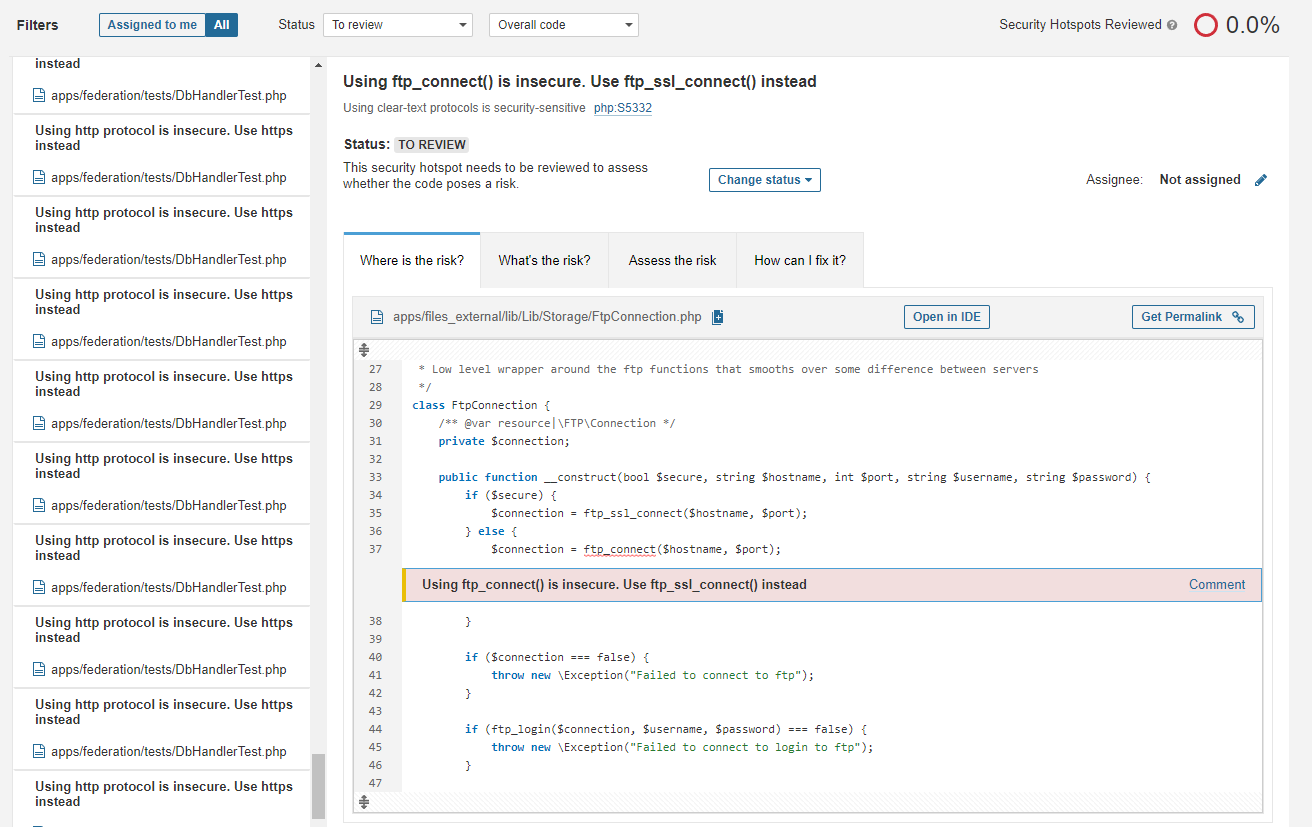 Filters
Assigned to me All
Status To review Overall code
Security Hotspots Reviewed ? 0.0%
instead
apps/federation/tests/DbHandlerTest.php
Using http protocol is insecure. Use https
instead
apps/federation/tests/DbHandlerTest.php
Using http protocol is insecure. Use https
instead
apps/federation/tests/DbHandlerTest.php
Using http protocol is insecure. Use https
instead
apps/federation/tests/DbHandlerTest.php
Using http protocol is insecure. Use https
instead
apps/federation/tests/DbHandlerTest.php
Using http protocol is insecure. Use https
instead
apps/federation/tests/DbHandlerTest.php
Using http protocol is insecure. Use https
instead
apps/federation/tests/DbHandlerTest.php
Using http protocol is insecure. Use https
instead
apps/federation/tests/DbHandlerTest.php
Using http protocol is insecure. Use https
instead
apps/federation/tests/DbHandlerTest.php
Using http protocol is insecure. Use https
instead
Using ftp_connect() is insecure. Use ftp_ssl_connect() instead
Using clear-text protocols is security-sensitive php:S5332
Status: TO REVIEW
This security hotspot needs to be reviewed to assess
whether the code poses a risk.
Change status
Assignee: Not assigned
Where is the risk? What's the risk? Assess the risk How can I fix it?
apps/files_external/lib/Lib/Storage/FtpConnection.php Open in IDE Get Permalink
27 * Low level wrapper around the ftp functions that smooths over some difference between servers
28 */
29 class FtpConnection {
30 /** @var resource|\FTP\Connection */
31 private $connection;
32
33 public function __construct(bool $secure, string $hostname, int $port, string $username, string $password) {
34 if ($secure) {
35 $connection = ftp_ssl_connect($hostname, $port);
36 } else {
37 $connection = ftp_connect($hostname, $port);
Using ftp_connect() is insecure. Use ftp_ssl_connect() instead Comment
38 }
39
40 if ($connection === false) {
41 throw new \Exception("Failed to connect to ftp");
42 }
43
44 if (ftp_login($connection, $username, $password) === false) {
45 throw new \Exception("Failed to connect to login to ftp");
46 }
47